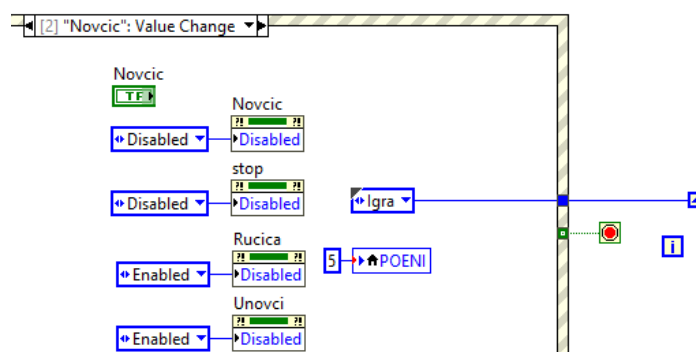 [2] "Novcic": Value Change
Novcic
TF
Novcic
?! ?!
Disabled
Disabled
stop
?! ?!
Disabled
Disabled
Igra
Rucica
?! ?!
Enabled
Disabled
5
POENI
i
Unovci
?! ?!
Enabled
Disabled